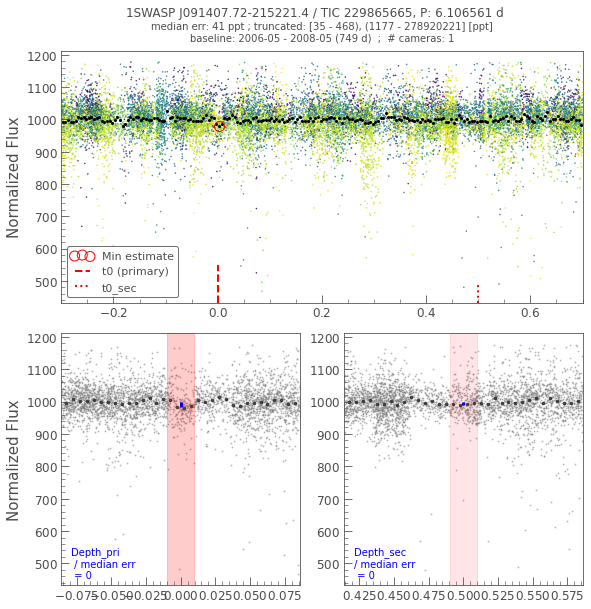 1SWASP J091407.72-215221.4 / TIC 229865665, P: 6.106561 d
median err: 41 ppt ; truncated: [35 - 468), (1177 - 278920221] [ppt]
baseline: 2006-05 - 2008-05 (749 d)  ;  # cameras: 1
Normalized Flux
1200
1100
1000
900
800
700
600
500
Min estimate
t0 (primary)
t0_sec
−0.2 0.0 0.2 0.4 0.6
Normalized Flux
1200
1100
1000
900
800
700
600
500
Depth_pri
/ median err
= 0
−0.075 −0.050 −0.025 0.000 0.025 0.050 0.075
1200
1100
1000
900
800
700
600
500
Depth_sec
/ median err
= 0
0.425 0.450 0.475 0.500 0.525 0.550 0.575